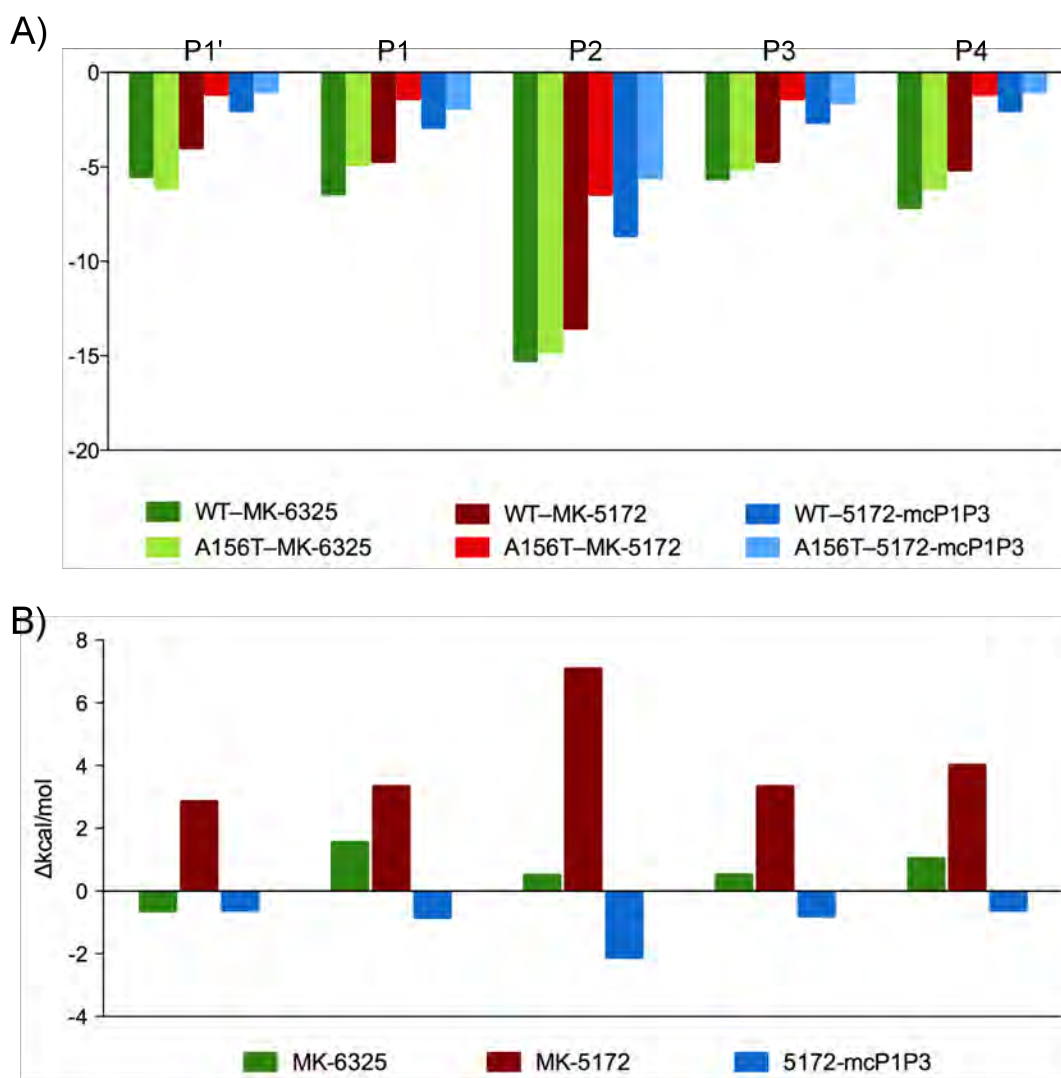 A)
P1' P1 P2 P3 P4
0
-5
-10
-15
-20
WT–MK-6325 WT–MK-5172 WT–5172-mcP1P3
A156T–MK-6325 A156T–MK-5172 A156T–5172-mcP1P3
B)
8
6
4
2
0
-2
-4
Δkcal/mol
MK-6325 MK-5172 5172-mcP1P3